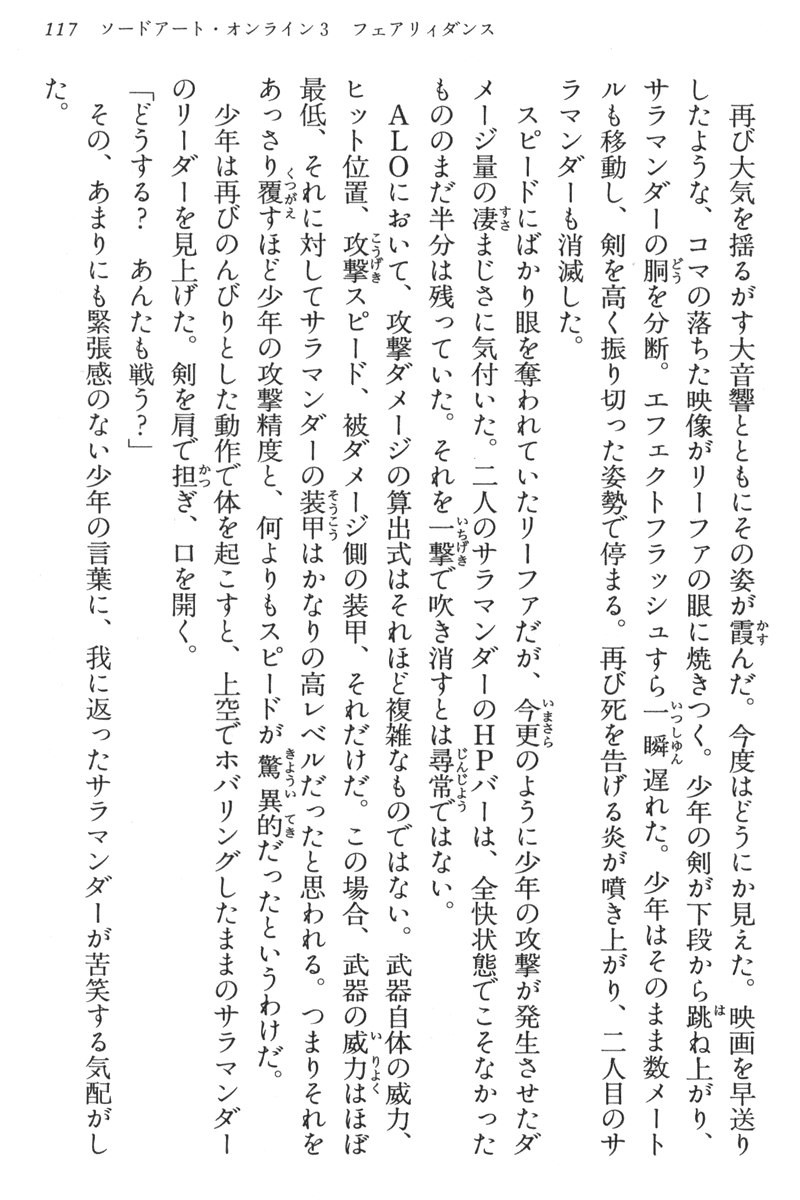 117 ソードアート・オンライン3 フェアリィダンス
　再び大気を揺るがす大音響とともにその姿が霞んだ。今度はどうにか見えた。映画を早送り
したような、コマの落ちた映像がリーファの眼に焼きつく。少年の剣が下段から跳ね上がり、
サラマンダーの胴を分断。エフェクトフラッシュすら一瞬遅れた。少年はそのまま数メート
ルも移動し、剣を高く振り切った姿勢で停まる。再び死を告げる炎が噴き上がり、二人目のサ
ラマンダーも消滅した。
　スピードにばかり眼を奪われていたリーファだが、今更のように少年の攻撃が発生させたダ
メージ量の凄まじさに気付いた。二人のサラマンダーのHPバーは、全快状態でこそなかった
もののまだ半分は残っていた。それを一撃で吹き消すとは尋常ではない。
　ALOにおいて、攻撃ダメージの算出式はそれほど複雑なものではない。武器自体の威力、
ヒット位置、攻撃スピード、被ダメージ側の装甲、それだけだ。この場合、武器の威力はほぼ
最低、それに対してサラマンダーの装甲はかなりの高レベルだったと思われる。つまりそれを
あっさり覆すほど少年の攻撃精度と、何よりもスピードが驚異的だったというわけだ。
　少年は再びのんびりとした動作で体を起こすと、上空でホバリングしたままのサラマンダー
のリーダーを見上げた。剣を肩で担ぎ、口を開く。
「どうする?　あんたも戦う?」
　その、あまりにも緊張感のない少年の言葉に、我に返ったサラマンダーが苦笑する気配がし
た。